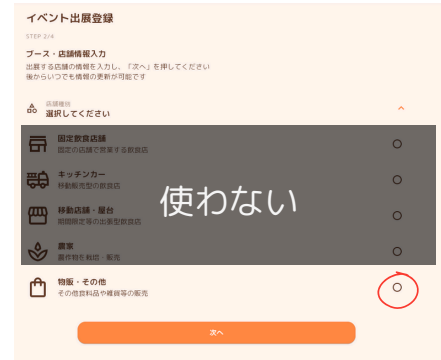 イベント出展登録
STEP 2/4
ブース・店舗情報入力
出展する店舗の情報を入力し、「次へ」を押してください
後からいつでも情報の更新が可能です
店舗種別
選択してください
固定飲食店舗
固定の店舗で営業する飲食店
キッチンカー
移動販売型の飲食店
移動店舗・屋台
期間限定等の出張型飲食店
使わない
農家
農作物を栽培・販売
物販・その他
その他食料品や雑貨等の販売
次へ